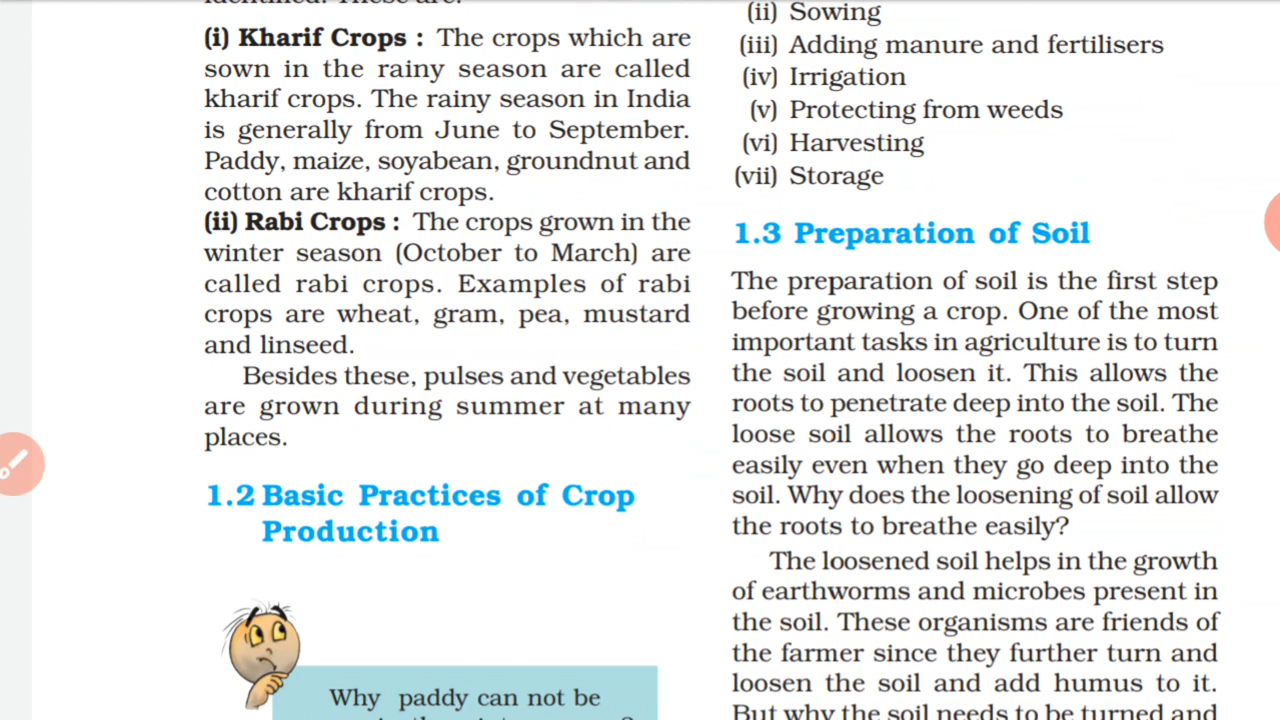 (i) Kharif Crops : The crops which are
sown in the rainy season are called
kharif crops. The rainy season in India
is generally from June to September.
Paddy, maize, soyabean, groundnut and
cotton are kharif crops.
(ii) Rabi Crops : The crops grown in the
winter season (October to March) are
called rabi crops. Examples of rabi
crops are wheat, gram, pea, mustard
and linseed.
Besides these, pulses and vegetables
are grown during summer at many
places.
1.2 Basic Practices of Crop
Production
Why paddy can not be
(ii) Sowing
(iii) Adding manure and fertilisers
(iv) Irrigation
(v) Protecting from weeds
(vi) Harvesting
(vii) Storage
1.3 Preparation of Soil
The preparation of soil is the first step
before growing a crop. One of the most
important tasks in agriculture is to turn
the soil and loosen it. This allows the
roots to penetrate deep into the soil. The
loose soil allows the roots to breathe
easily even when they go deep into the
soil. Why does the loosening of soil allow
the roots to breathe easily?
The loosened soil helps in the growth
of earthworms and microbes present in
the soil. These organisms are friends of
the farmer since they further turn and
loosen the soil and add humus to it.
But why the soil needs to be turned and